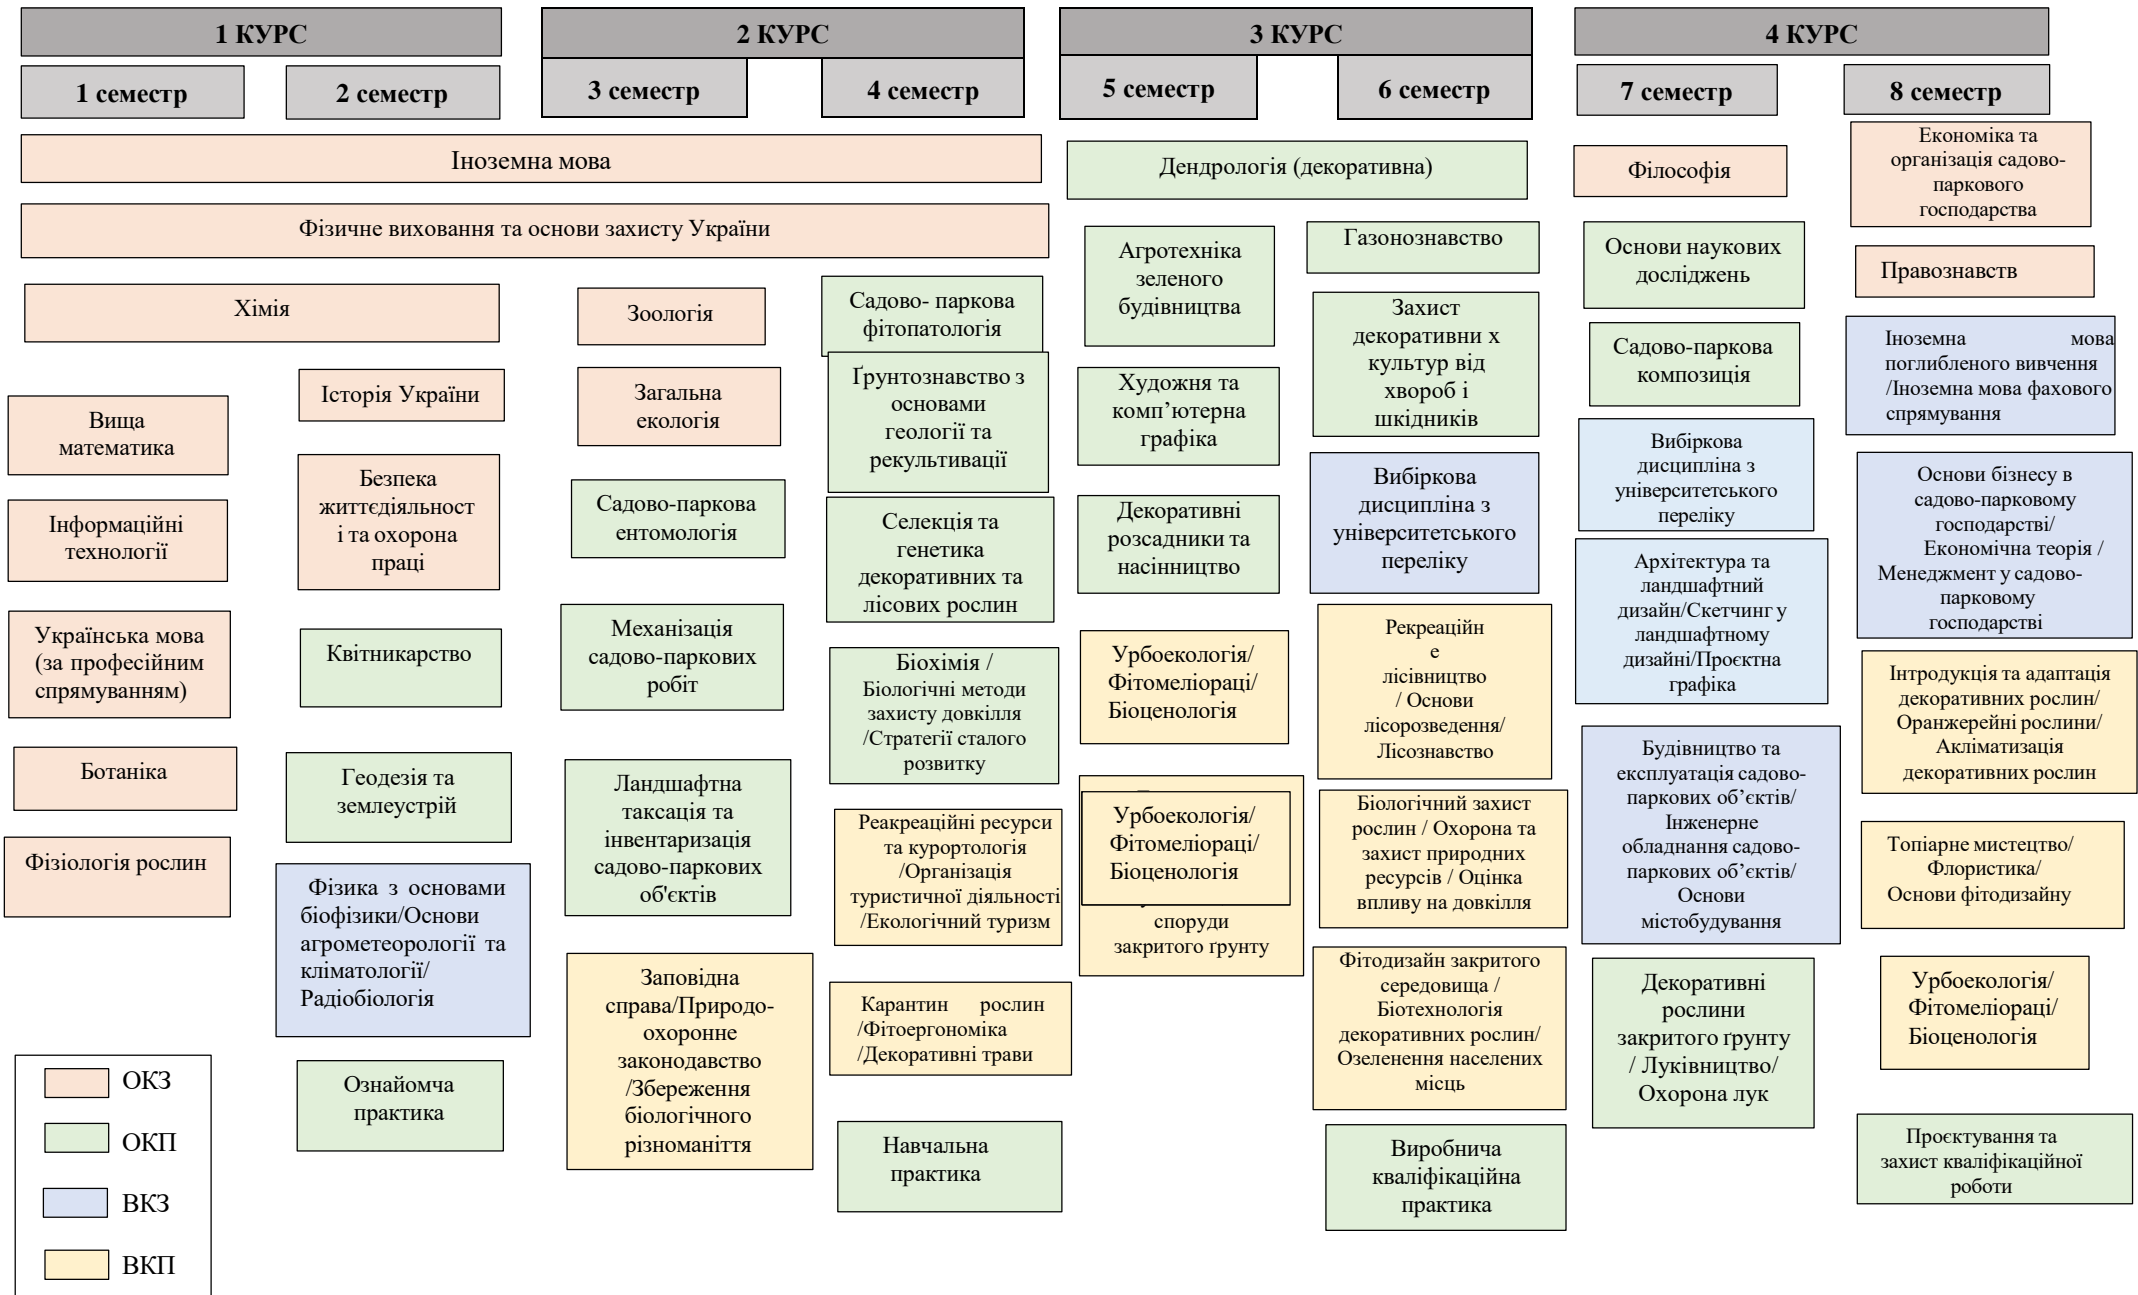 1 КУРС
2 КУРС
3 КУРС
4 КУРС
1 семестр
2 семестр
3 семестр
4 семестр
5 семестр
6 семестр
7 семестр
8 семестр
Іноземна мова
Фізичне виховання та основи захисту України
Хімія
Вища
математика
Інформаційні
технології
Українська мова
(за професійним
спрямуванням)
Ботаніка
Фізіологія рослин
Історія України
Безпека
життєдіяльност
і та охорона
праці
Квітникарство
Геодезія та
землеустрій
Фізика з основами
біофізики/Основи
агрометеорології та
кліматології/
Радіобіологія
Ознайомча
практика
Зоологія
Загальна
екологія
Садово-паркова
ентомологія
Механізація
садово-паркових
робіт
Ландшафтна
таксація та
інвентаризація
садово-паркових
об'єктів
Заповідна
справа/Природо-
охоронне
законодавство
/Збереження
біологічного
різноманіття
Садово- паркова
фітопатологія
Ґрунтознавство з
основами
геології та
рекультивації
Селекція та
генетика
декоративних та
лісових рослин
Біохімія /
Біологічні методи
захисту довкілля
/Стратегії сталого
розвитку
Реакреаційні ресурси
та курортологія
/Організація
туристичної діяльності
/Екологічний туризм
Карантин рослин
/Фітоергономіка
/Декоративні трави
Навчальна
практика
Дендрологія (декоративна)
Агротехніка
зеленого
будівництва
Художня та
комп’ютерна
графіка
Декоративні
розсадники та
насінництво
Урбоекологія/
Фітомеліораці/
Біоценологія
Урбоекологія/
Фітомеліораці/
Біоценологія
споруди
закритого ґрунту
Газонознавство
Захист
декоративни х
культур від
хвороб і
шкідників
Вибіркова
дисципліна з
університетського
переліку
Рекреаційн
е
лісівництво
/ Основи
лісорозведення/
Лісознавство
Біологічний захист
рослин / Охорона та
захист природних
ресурсів / Оцінка
впливу на довкілля
Фітодизайн закритого
середовища /
Біотехнологія
декоративних рослин/
Озеленення населених
місць
Виробнича
кваліфікаційна
практика
Філософія
Основи наукових
досліджень
Садово-паркова
композиція
Вибіркова
дисципліна з
університетського
переліку
Архітектура та
ландшафтний
дизайн/Скетчинг у
ландшафтному
дизайні/Проєктна
графіка
Будівництво та
експлуатація садово-
паркових об’єктів/
Інженерне
обладнання садово-
паркових об’єктів/
Основи
містобудування
Декоративні
рослини
закритого ґрунту
/ Луківництво/
Охорона лук
Економіка та
організація садово-
паркового
господарства
Правознавств
Іноземна мова
поглибленого вивчення
/Іноземна мова фахового
спрямування
Основи бізнесу в
садово-парковому
господарстві/
Економічна теорія /
Менеджмент у садово-
парковому
господарстві
Інтродукція та адаптація
декоративних рослин/
Оранжерейні рослини/
Акліматизація
декоративних рослин
Топіарне мистецтво/
Флористика/
Основи фітодизайну
Урбоекологія/
Фітомеліораці/
Біоценологія
Проєктування та
захист кваліфікаційної
роботи
ОКЗ
ОКП
ВКЗ
ВКП